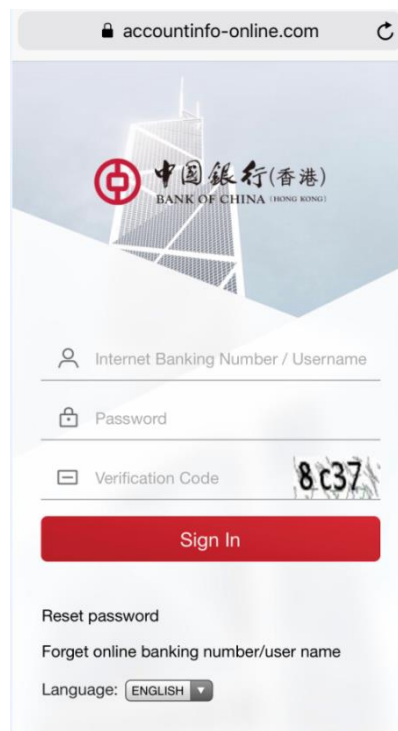 accountinfo-online.com
中國銀行(香港)
BANK OF CHINA (HONG KONG)
Internet Banking Number / Username
Password
Verification Code
8c37
Sign In
Reset password
Forget online banking number/user name
Language: ENGLISH